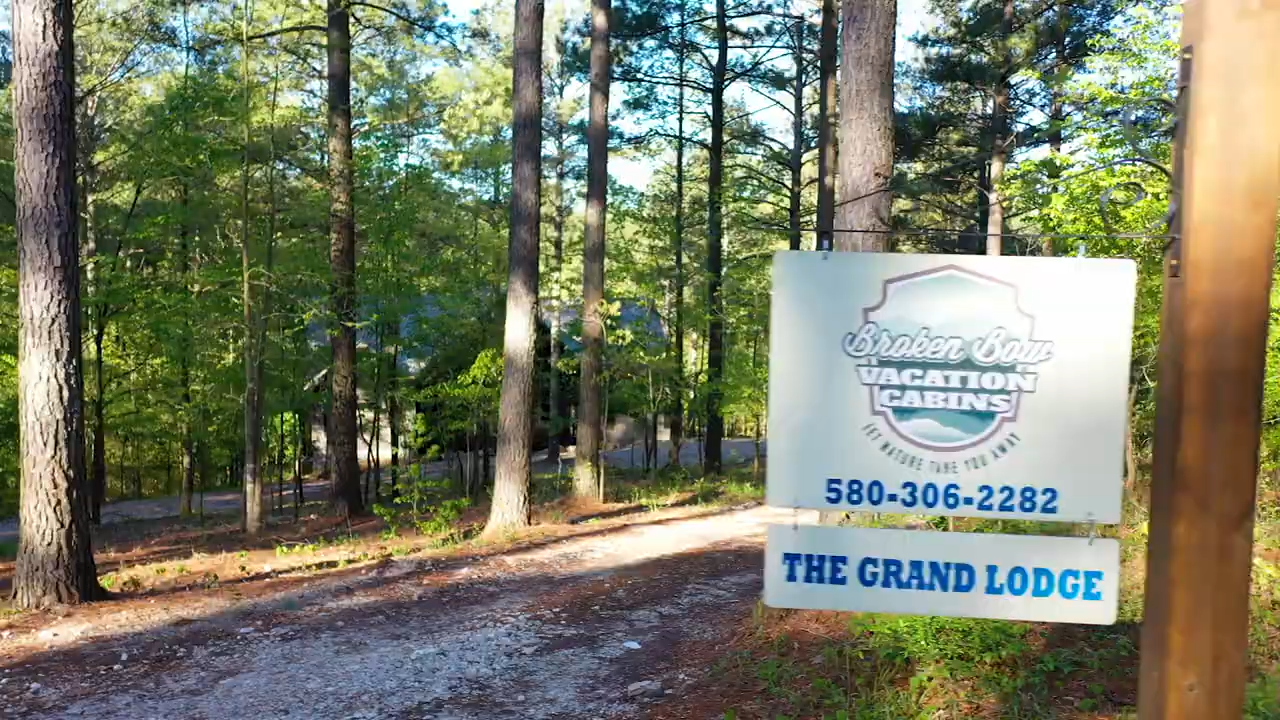 Broken Bow
VACATION
CABINS
LET NATURE TAKE YOU AWAY
580-306-2282
THE GRAND LODGE